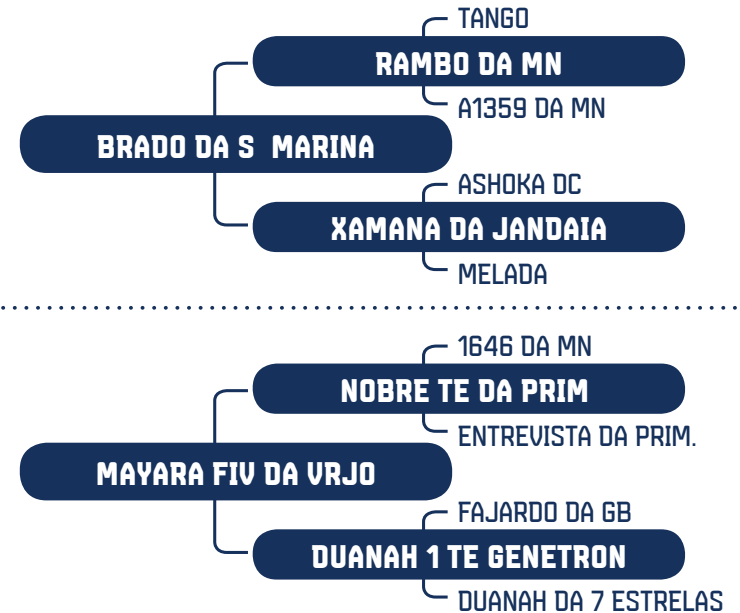 TANGO
RAMBO DA MN
A1359 DA MN
BRADO DA S MARINA
ASHOKA DC
XAMANA DA JANDAIA
MELADA
1646 DA MN
NOBRE TE DA PRIM
ENTREVISTA DA PRIM.
MAYARA FIV DA VRJO
FAJARDO DA GB
DUANAH 1 TE GENETRON
DUANAH DA 7 ESTRELAS